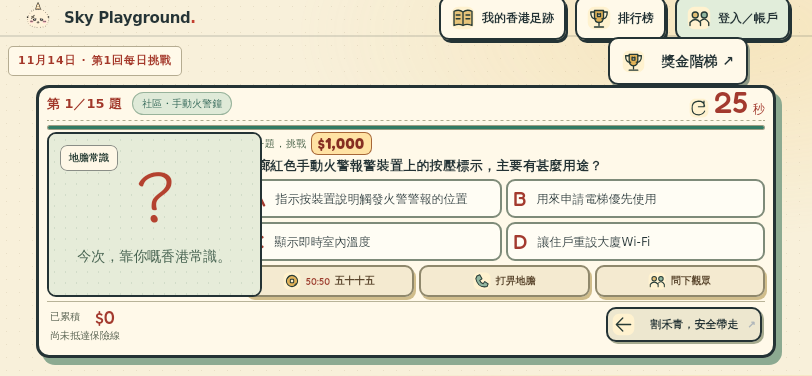 Sky Playground.
我的香港足跡
排行榜
登入／帳戶
11月14日 · 第1回每日挑戰
獎金階梯 ↗
第 1／15 題
社區 · 手動火警鐘
25 秒
地膽常識
?
今次，靠你嘅香港常識。
題，挑戰 $1,000
紅色手動火警報警裝置上的按壓標示，主要有甚麼用途？
指示按裝置說明觸發火警警報的位置
B 用來申請電梯優先使用
顯示即時室內溫度
D 讓住戶重設大廈Wi-Fi
50:50 五十十五
打畀地膽
問下觀眾
已累積 $0
尚未抵達保險線
割禾青，安全帶走 ↗